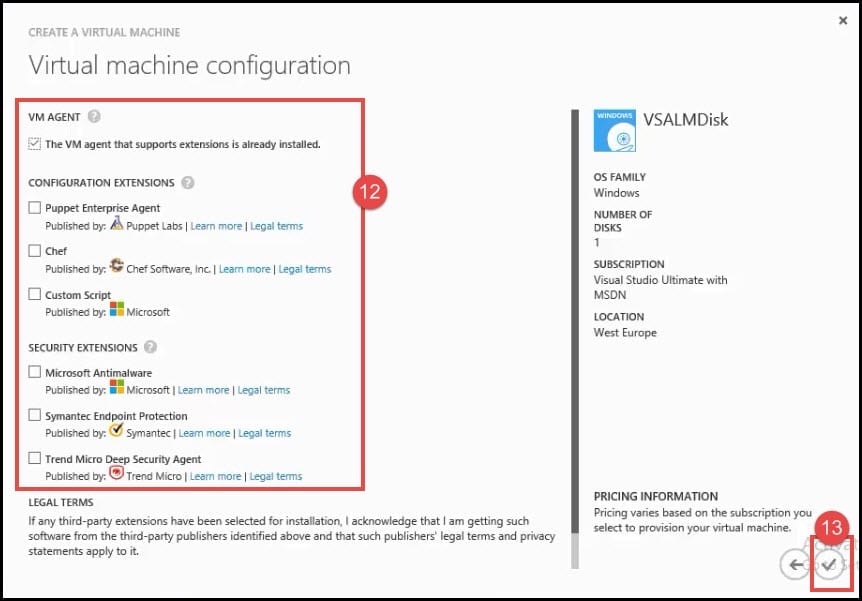 CREATE A VIRTUAL MACHINE
Virtual machine configuration
VM AGENT ?
The VM agent that supports extensions is already installed.
CONFIGURATION EXTENSIONS ?
12
Puppet Enterprise Agent
Published by: Puppet Labs | Learn more | Legal terms
Chef
Published by: Chef Software, Inc. | Learn more | Legal terms
Custom Script
Published by: Microsoft
SECURITY EXTENSIONS ?
Microsoft Antimalware
Published by: Microsoft | Learn more | Legal terms
Symantec Endpoint Protection
Published by: Symantec | Learn more | Legal terms
Trend Micro Deep Security Agent
Published by: Trend Micro | Learn more | Legal terms
LEGAL TERMS
If any third-party extensions have been selected for installation, I acknowledge that I am getting such
software from the third-party publishers identified above and that such publishers' legal terms and privacy
statements apply to it.
WINDOWS
VSALMDisk
OS FAMILY
Windows
NUMBER OF
DISKS
1
SUBSCRIPTION
Visual Studio Ultimate with
MSDN
LOCATION
West Europe
PRICING INFORMATION
Pricing varies based on the subscription you
select to provision your virtual machine.
13